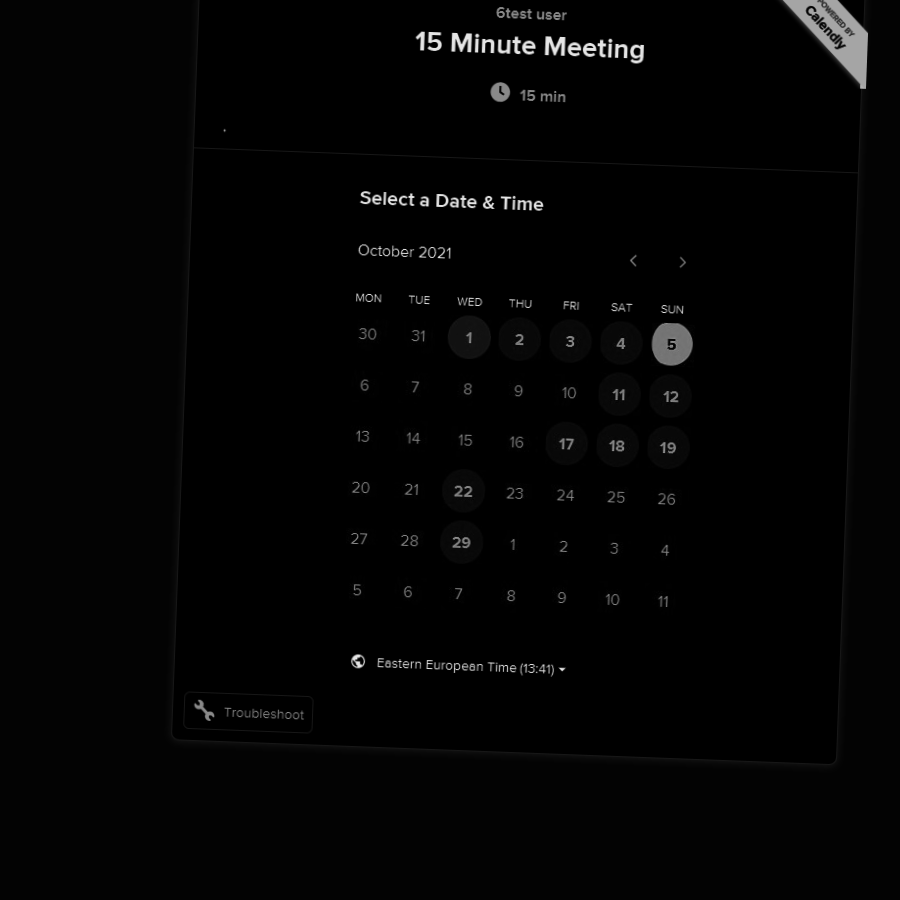 6test user
15 Minute Meeting
15 min
POWERED BY
Calendly
Select a Date & Time
October 2021
MON TUE WED THU FRI SAT SUN
30 31 1 2 3 4 5
6 7 8 9 10 11 12
13 14 15 16 17 18 19
20 21 22 23 24 25 26
27 28 29 1 2 3 4
5 6 7 8 9 10 11
Eastern European Time (13:41)
Troubleshoot